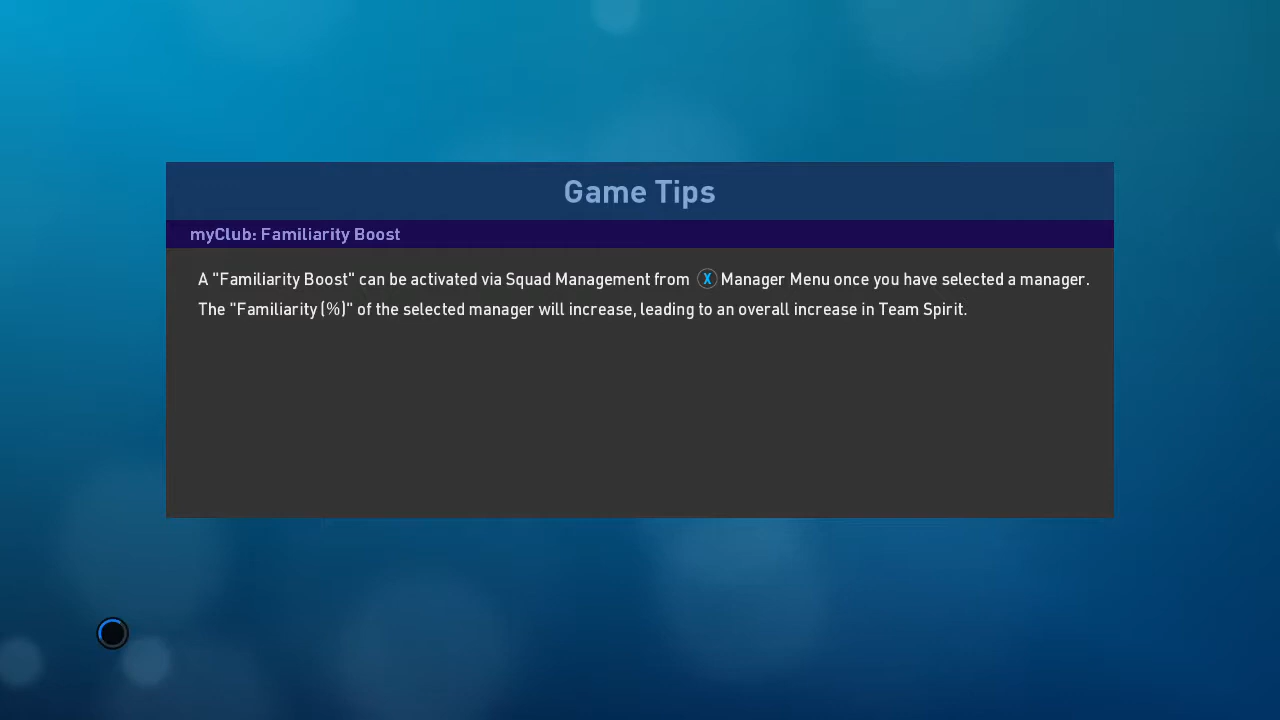 Game Tips
myClub: Familiarity Boost
A "Familiarity Boost" can be activated via Squad Management from X Manager Menu once you have selected a manager.
The "Familiarity (%)" of the selected manager will increase, leading to an overall increase in Team Spirit.